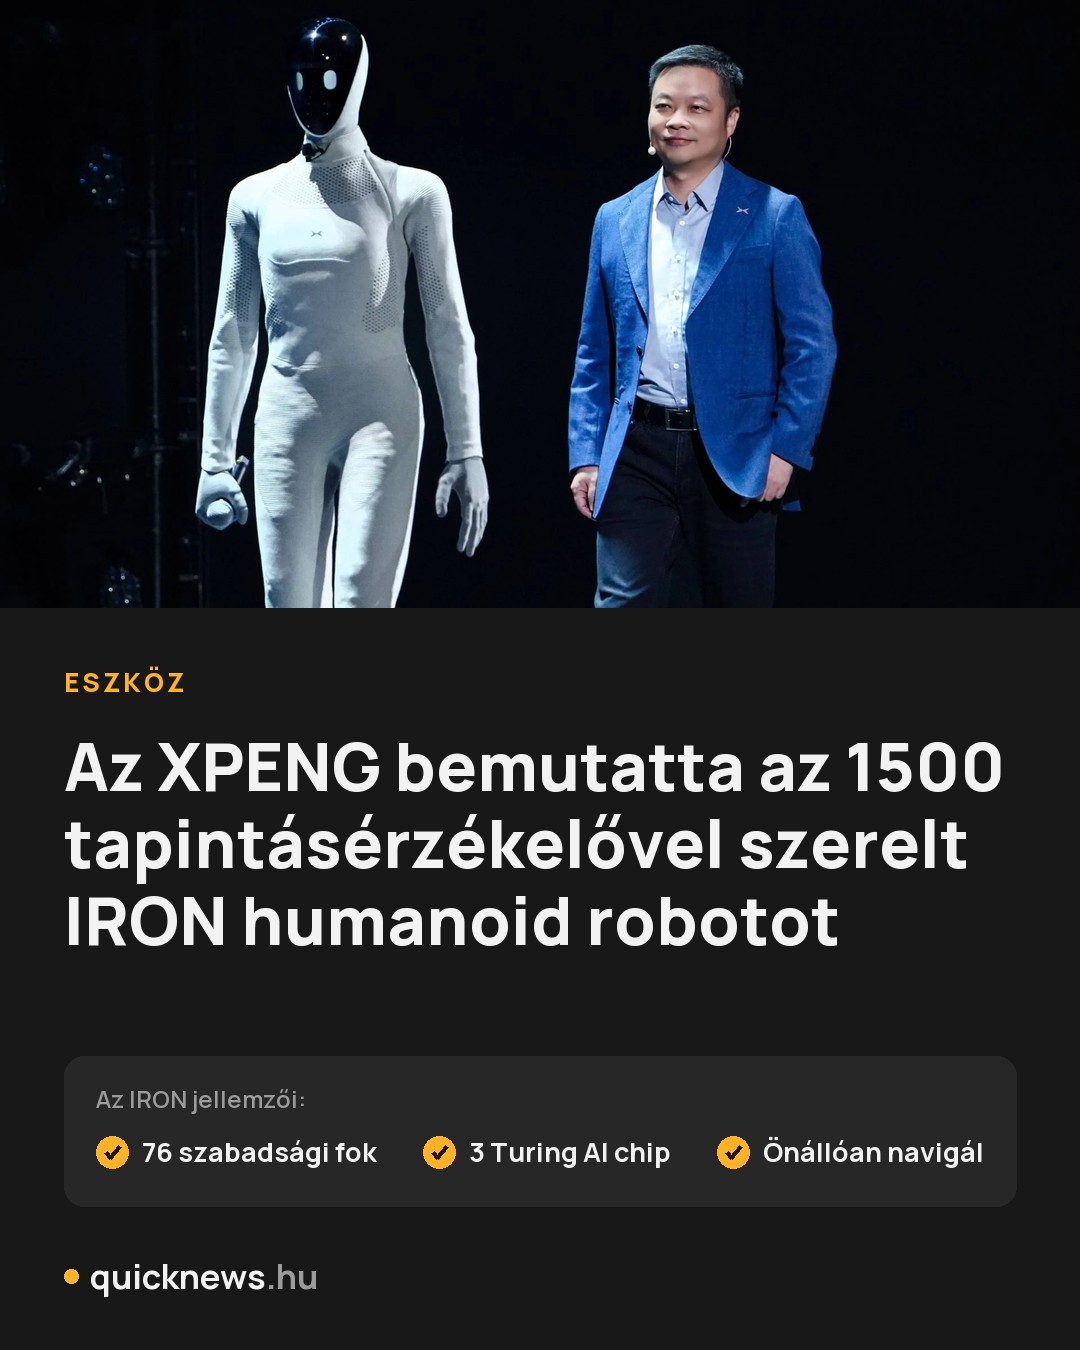 ESZKÖZ
Az XPENG bemutatta az 1500
tapintásérzékelővel szerelt
IRON humanoid robotot
Az IRON jellemzői:
76 szabadsági fok
3 Turing AI chip
Önállóan navigál
quicknews.hu